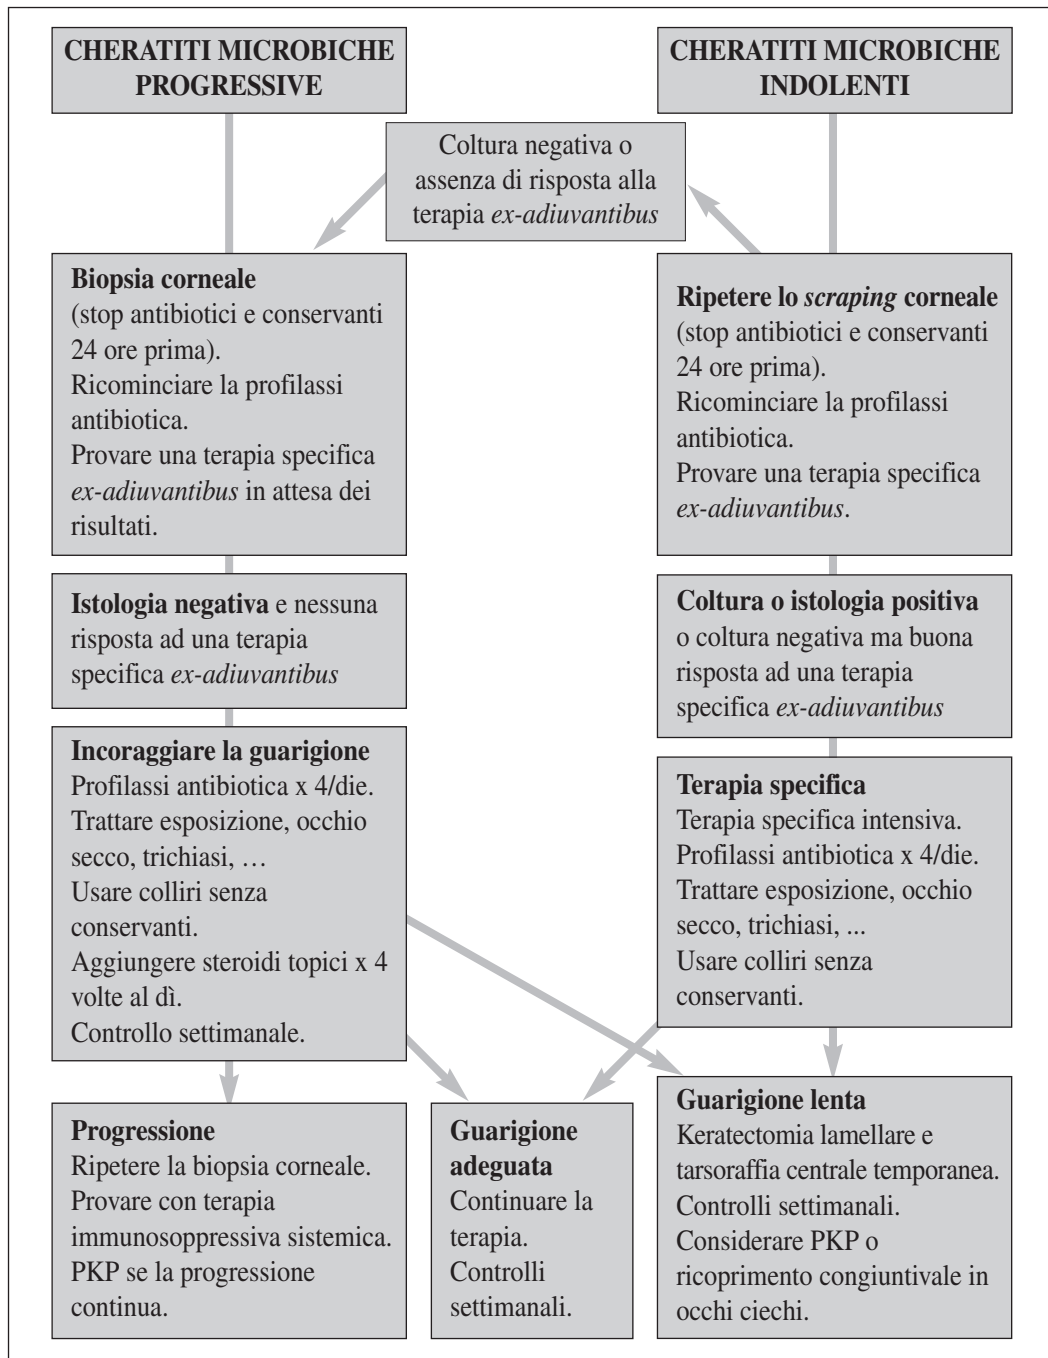 CHERATITI MICROBICHE
PROGRESSIVE
CHERATITI MICROBICHE
INDOLENTI
Coltura negativa o
assenza di risposta alla
terapia ex-adiuvantibus
Biopsia corneale
(stop antibiotici e conservanti
24 ore prima).
Ricominciare la profilassi
antibiotica.
Provare una terapia specifica
ex-adiuvantibus in attesa dei
risultati.
Ripetere lo scraping corneale
(stop antibiotici e conservanti
24 ore prima).
Ricominciare la profilassi
antibiotica.
Provare una terapia specifica
ex-adiuvantibus.
Istologia negativa e nessuna
risposta ad una terapia
specifica ex-adiuvantibus
Coltura o istologia positiva
o coltura negativa ma buona
risposta ad una terapia
specifica ex-adiuvantibus
Incoraggiare la guarigione
Profilassi antibiotica x 4/die.
Trattare esposizione, occhio
secco, trichiasi, …
Usare colliri senza
conservanti.
Aggiungere steroidi topici x 4
volte al dì.
Controllo settimanale.
Terapia specifica
Terapia specifica intensiva.
Profilassi antibiotica x 4/die.
Trattare esposizione, occhio
secco, trichiasi, ...
Usare colliri senza
conservanti.
Progressione
Ripetere la biopsia corneale.
Provare con terapia
immunosoppressiva sistemica.
PKP se la progressione
continua.
Guarigione
adeguata
Continuare la
terapia.
Controlli
settimanali.
Guarigione lenta
Keratectomia lamellare e
tarsoraffia centrale temporanea.
Controlli settimanali.
Considerare PKP o
ricoprimento congiuntivale in
occhi ciechi.